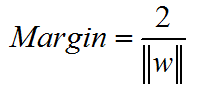 Margin = 2 / ‖w‖